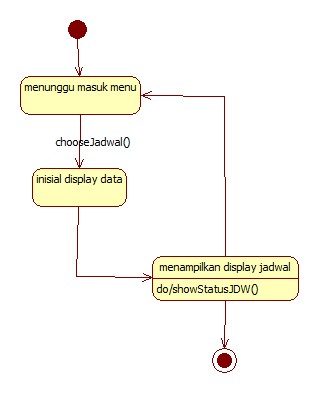 menunggu masuk menu
chooseJadwal()
inisial display data
menampilkan display jadwal
do/showStatusJDW()